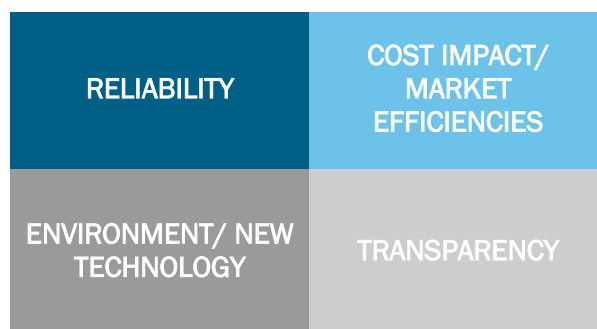 RELIABILITY
COST IMPACT/
MARKET
EFFICIENCIES
ENVIRONMENT/ NEW
TECHNOLOGY
TRANSPARENCY